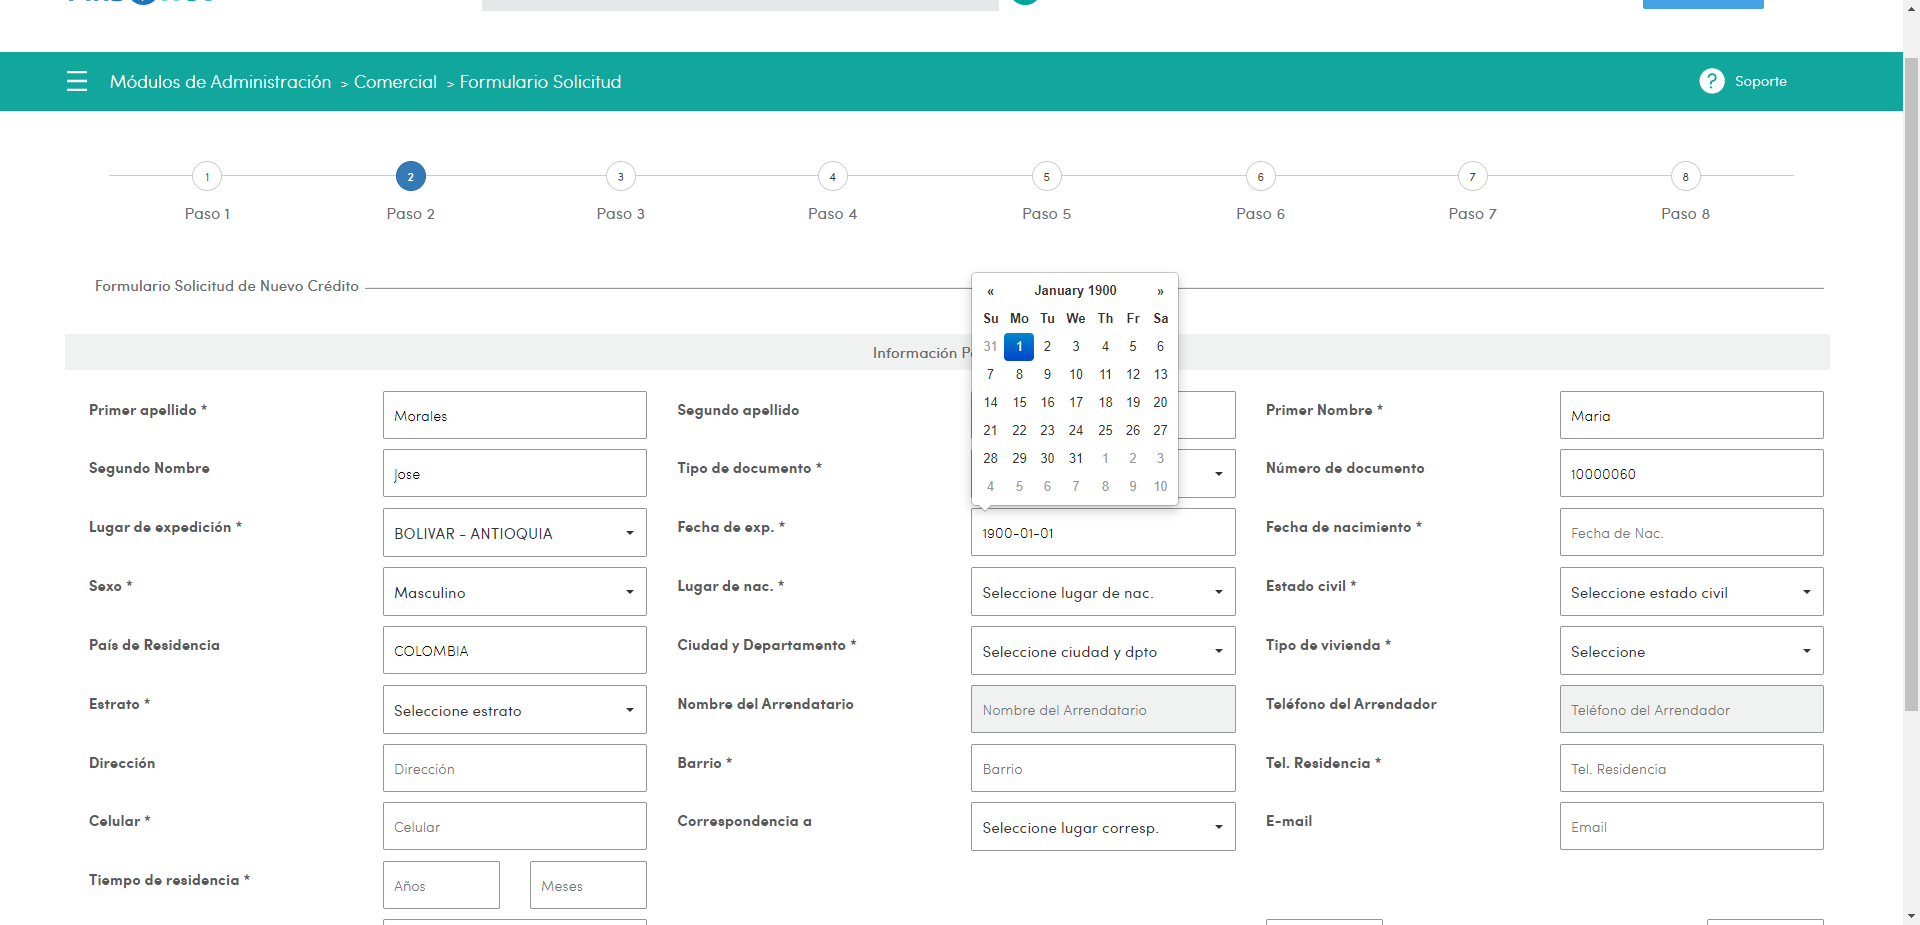 Módulos de Administración > Comercial > Formulario Solicitud
? Soporte
1 2 3 4 5 6 7 8
Paso 1 Paso 2 Paso 3 Paso 4 Paso 5 Paso 6 Paso 7 Paso 8
Formulario Solicitud de Nuevo Crédito
« January 1900 »
Su Mo Tu We Th Fr Sa
31 1 2 3 4 5 6
7 8 9 10 11 12 13
14 15 16 17 18 19 20
21 22 23 24 25 26 27
28 29 30 31 1 2 3
4 5 6 7 8 9 10
Información
Primer apellido * Morales Segundo apellido Primer Nombre * Maria
Segundo Nombre Jose Tipo de documento * Número de documento 10000060
Lugar de expedición * BOLIVAR - ANTIOQUIA Fecha de exp. * 1900-01-01 Fecha de nacimiento * Fecha de Nac.
Sexo * Masculino Lugar de nac. * Seleccione lugar de nac. Estado civil * Seleccione estado civil
País de Residencia COLOMBIA Ciudad y Departamento * Seleccione ciudad y dpto Tipo de vivienda * Seleccione
Estrato * Seleccione estrato Nombre del Arrendatario Nombre del Arrendatario Teléfono del Arrendador Teléfono del Arrendador
Dirección Dirección Barrio * Barrio Tel. Residencia * Tel. Residencia
Celular * Celular Correspondencia a Seleccione lugar corresp. E-mail Email
Tiempo de residencia * Años Meses